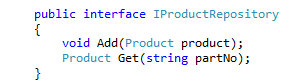 public interface IProductRepository
{
    void Add(Product product);
    Product Get(string partNo);
}